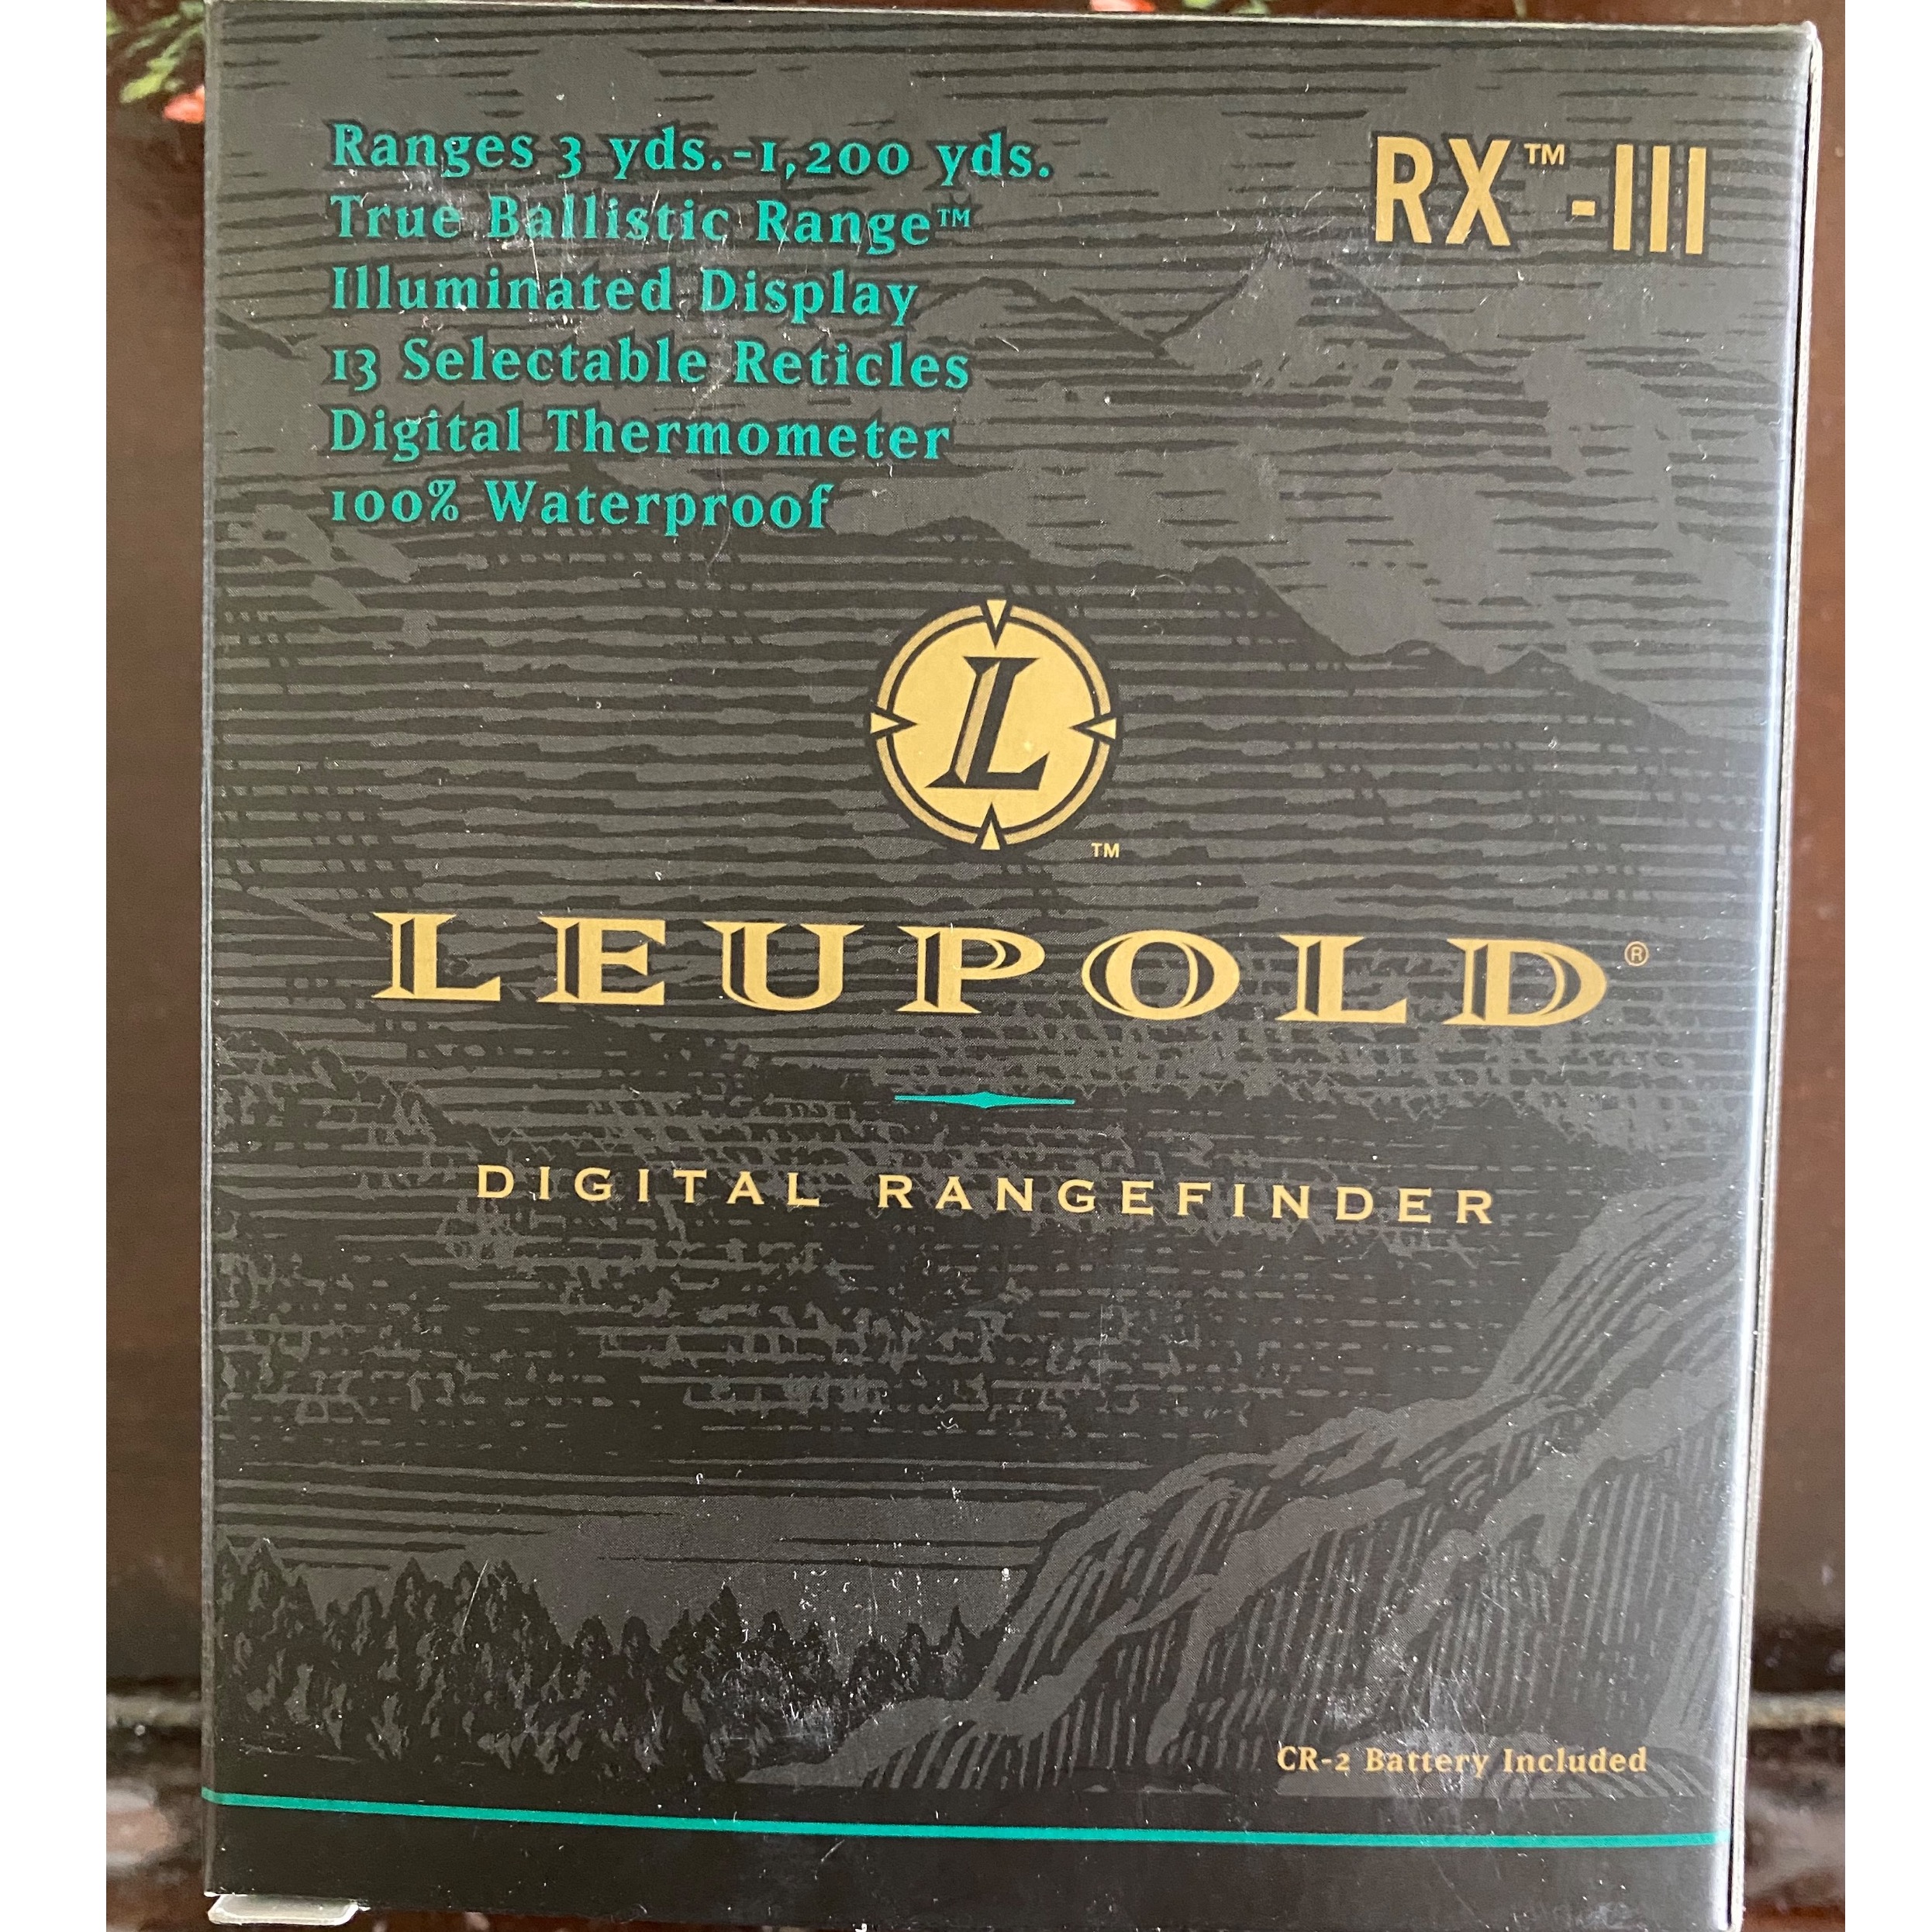 Ranges 3 yds.-1,200 yds.
True Ballistic Range™
Illuminated Display
13 Selectable Reticles
Digital Thermometer
100% Waterproof
RX™-III
L™
LEUPOLD®
DIGITAL RANGEFINDER
CR-2 Battery Included